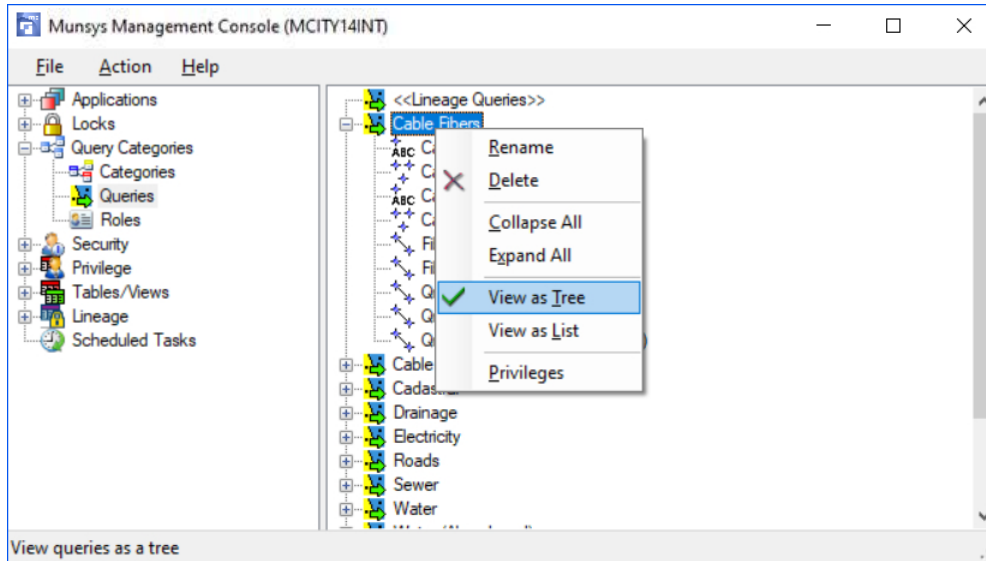 Munsys Management Console (MCITY14INT)
File Action Help
Applications
Locks
Query Categories
Categories
Queries
Roles
Security
Privilege
Tables/Views
Lineage
Scheduled Tasks
<<Lineage Queries>>
Cable Fibers
ABC
ABC
Rename
Delete
Collapse All
Expand All
View as Tree
View as List
Privileges
Cable
Drainage
Electricity
Roads
Sewer
Water
View queries as a tree